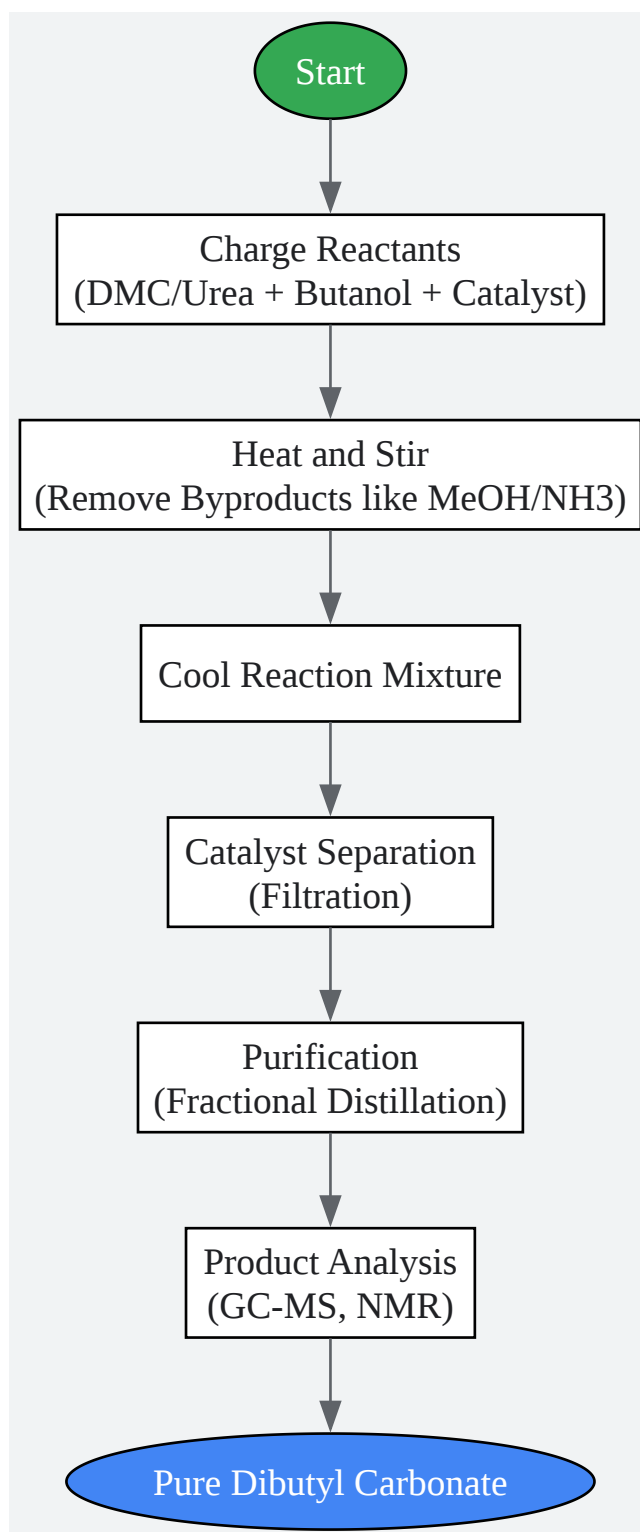 Start
Charge Reactants
(DMC/Urea + Butanol + Catalyst)
Heat and Stir
(Remove Byproducts like MeOH/NH3)
Cool Reaction Mixture
Catalyst Separation
(Filtration)
Purification
(Fractional Distillation)
Product Analysis
(GC-MS, NMR)
Pure Dibutyl Carbonate